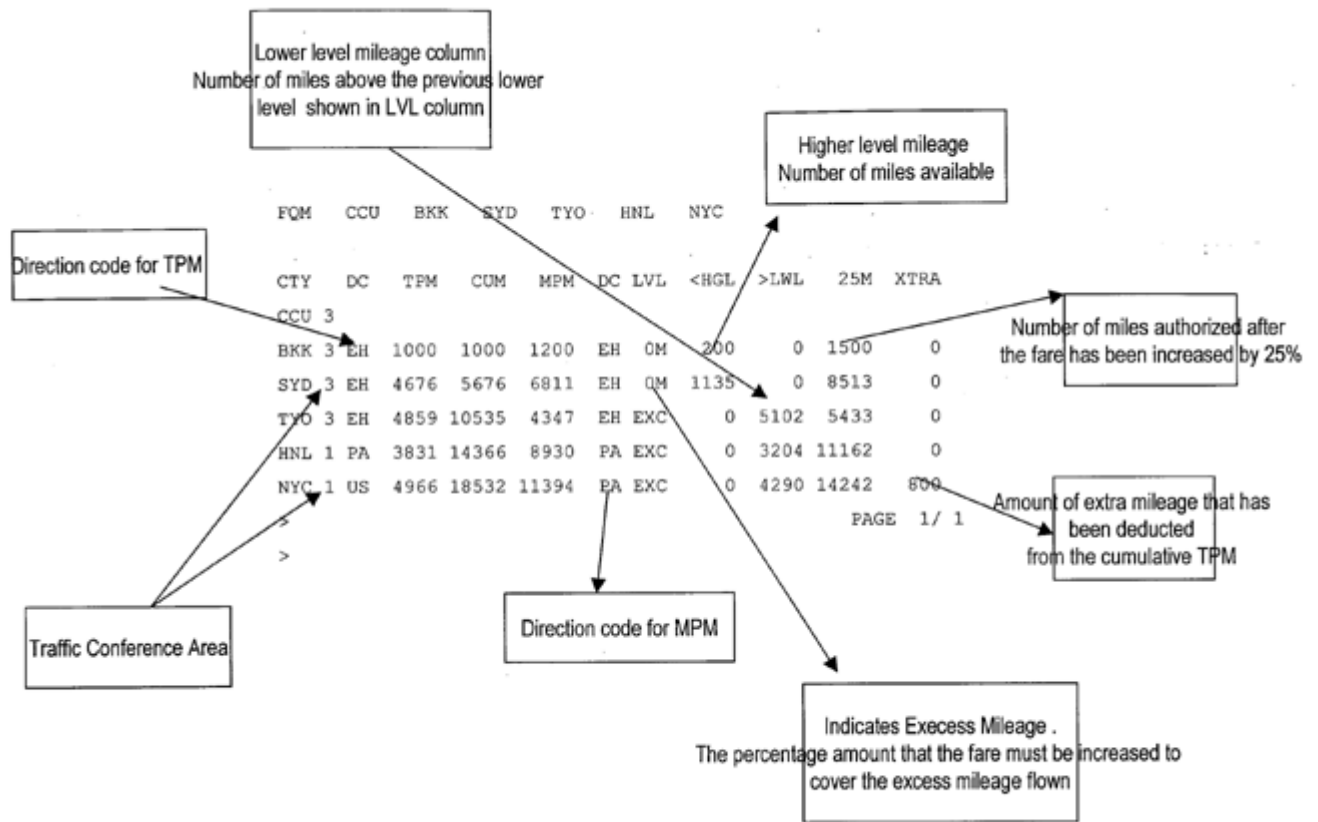 Lower level mileage column
Number of miles above the previous lower
level shown in LVL column
Higher level mileage
Number of miles available
FQM CCU BKK SYD TYO HNL NYC
Direction code for TPM
CTY DC TPM CUM MPM DC LVL <HGL >LWL 25M XTRA
CCU 3
BKK 3 EH 1000 1000 1200 EH 0M 200 0 1500 0
SYD 3 EH 4676 5676 6811 EH 0M 1135 0 8513 0
TYO 3 EH 4859 10535 4347 EH EXC 0 5102 5433 0
HNL 1 PA 3831 14366 8930 PA EXC 0 3204 11162 0
NYC 1 US 4966 18532 11394 PA EXC 0 4290 14242 800
> PAGE 1/ 1
>
Number of miles authorized after
the fare has been increased by 25%
Amount of extra mileage that has
been deducted
from the cumulative TPM
Traffic Conference Area
Direction code for MPM
Indicates Execess Mileage .
The percentage amount that the fare must be increased to
cover the excess mileage flown